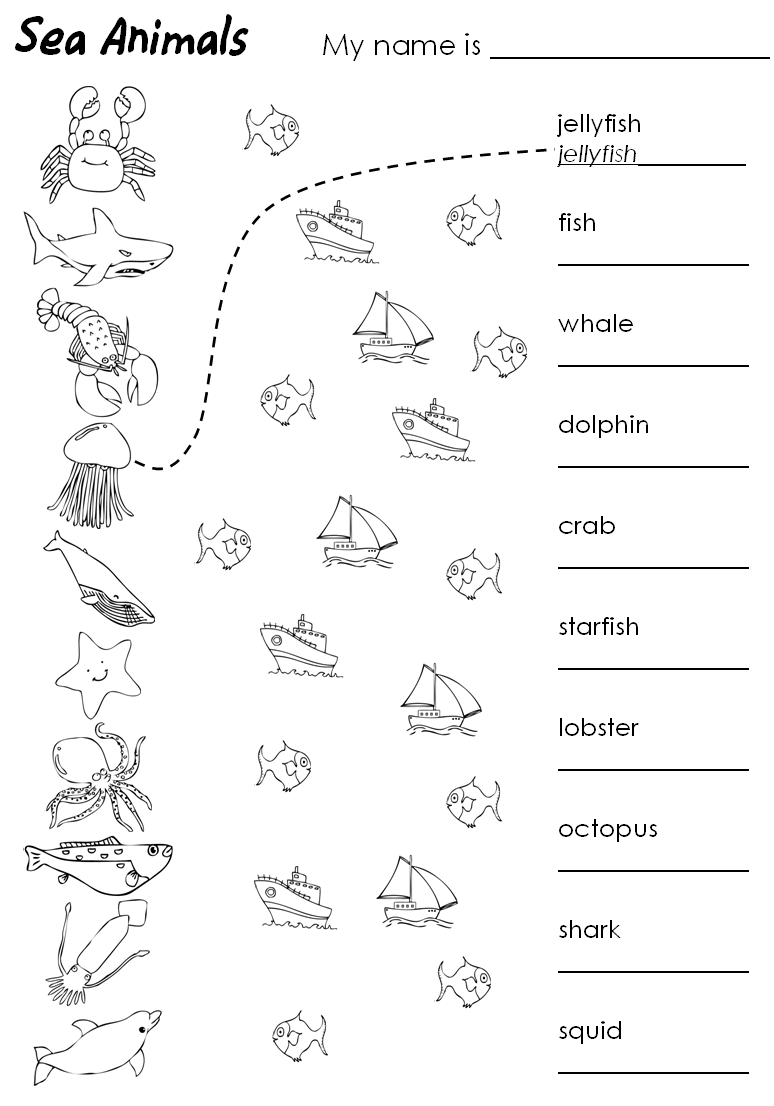 Sea Animals
My name is
jellyfish
jellyfish
fish
whale
dolphin
crab
starfish
lobster
octopus
shark
squid